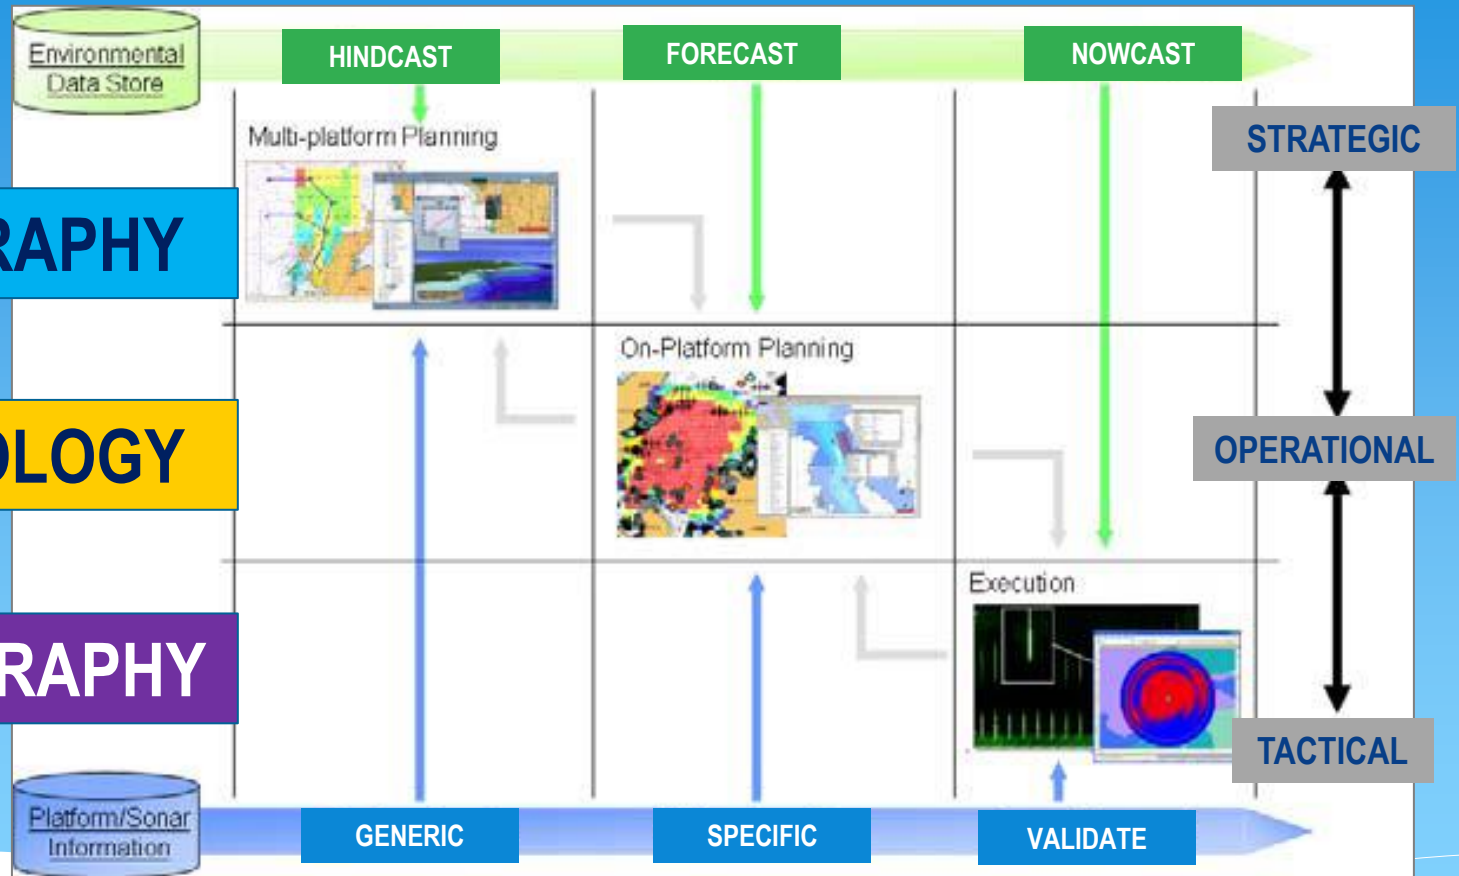 Environmental
Data Store
HINDCAST
FORECAST
NOWCAST
Multi-platform Planning
STRATEGIC
RAPHY
On-Platform Planning
OLOGY
OPERATIONAL
Execution
RAPHY
TACTICAL
Platform/Sonar
Information
GENERIC
SPECIFIC
VALIDATE